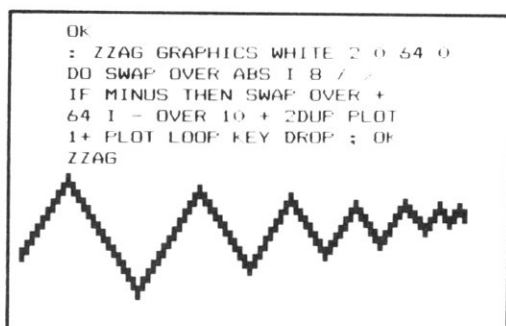 OK
: ZZAG GRAPHICS WHITE 2 0 64 0
DO SWAP OVER ABS I 8 /
IF MINUS THEN SWAP OVER +
64 I - OVER 10 + 2DUP PLOT
1+ PLOT LOOP KEY DROP ; OK
ZZAG